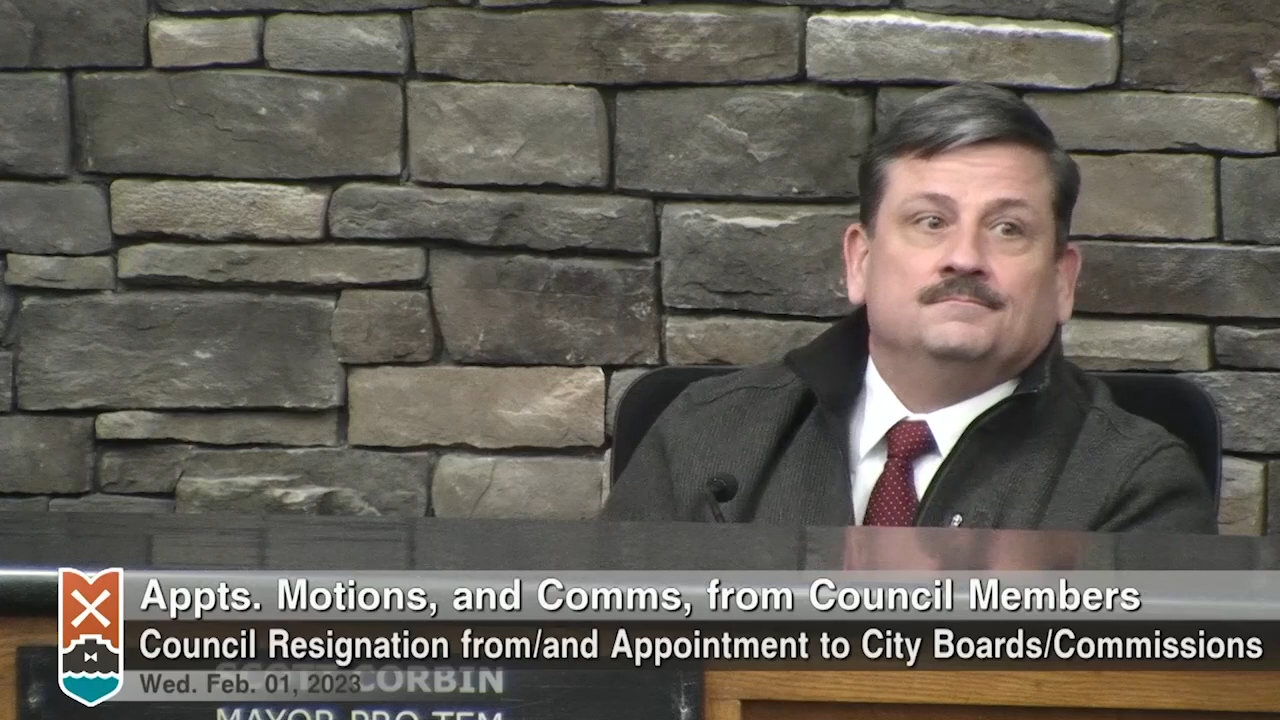 Appts. Motions, and Comms, from Council Members
Council Resignation from/and Appointment to City Boards/Commissions
Wed. Feb. 01, 2023
SCOTT CORBIN
MAYOR PRO TEM